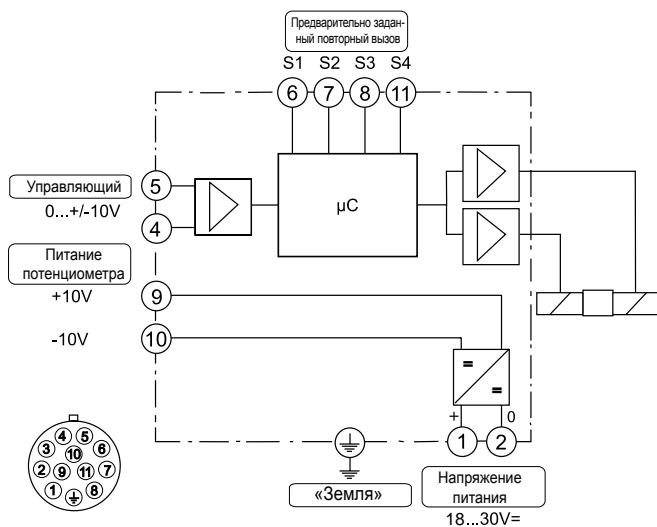 Предварительно задан-
ный повторный вызов
S1 S2 S3 S4
6 7 8 11
Управляющий
0...+/-10V
5
4
µC
Питание
потенциометра
+10V
9
-10V
10
=
=
+ 0
1 2
«Земля»
Напряжение
питания
18...30V=
4 5
3 10 6
2 9 11 7
1 8